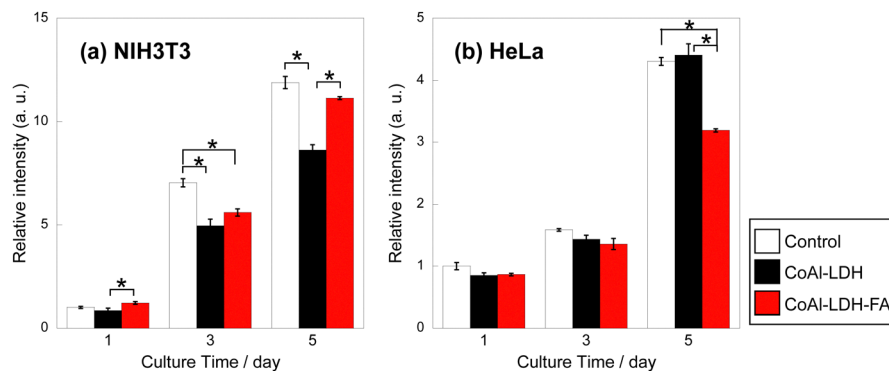 (a) NIH3T3
Relative intensity (a. u.)
15
10
5
0
*
*
*
*
*
1
3
5
Culture Time / day
(b) HeLa
Relative intensity (a. u.)
5
4
3
2
1
0
*
*
1
3
5
Culture Time / day
Control
CoAl-LDH
CoAl-LDH-FA